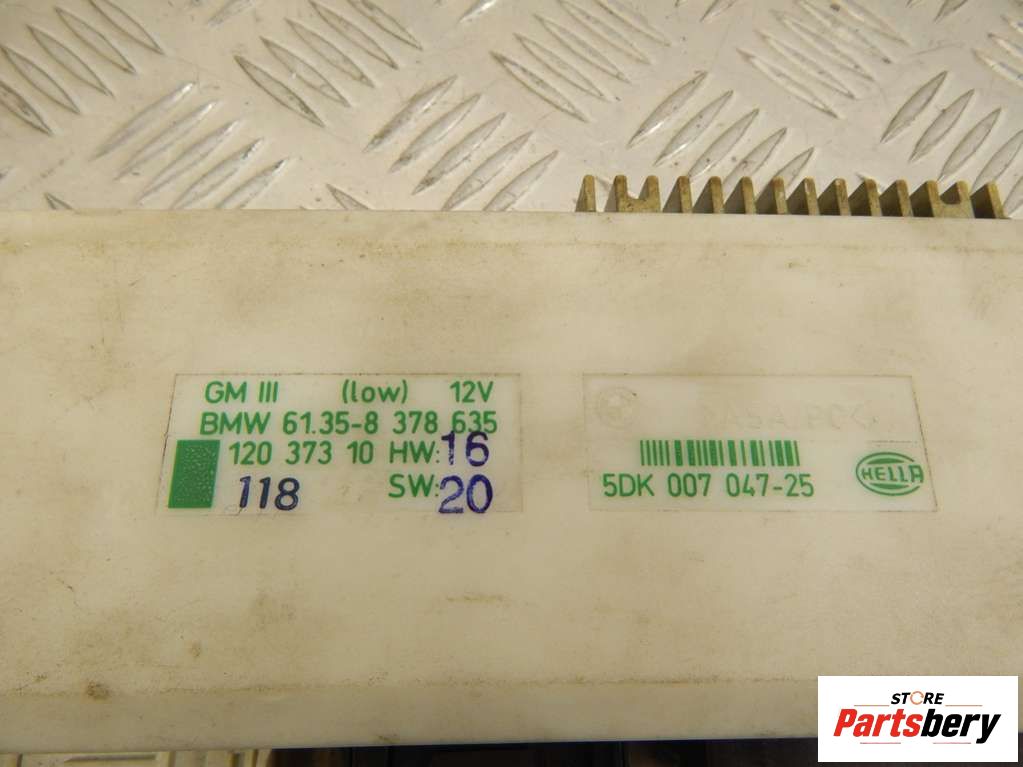 GM III (low) 12V
BMW 61.35-8 378 635
120 373 10 HW: 16
118 SW: 20
5DK 007 047-25
HELLA
STORE
Partsbery